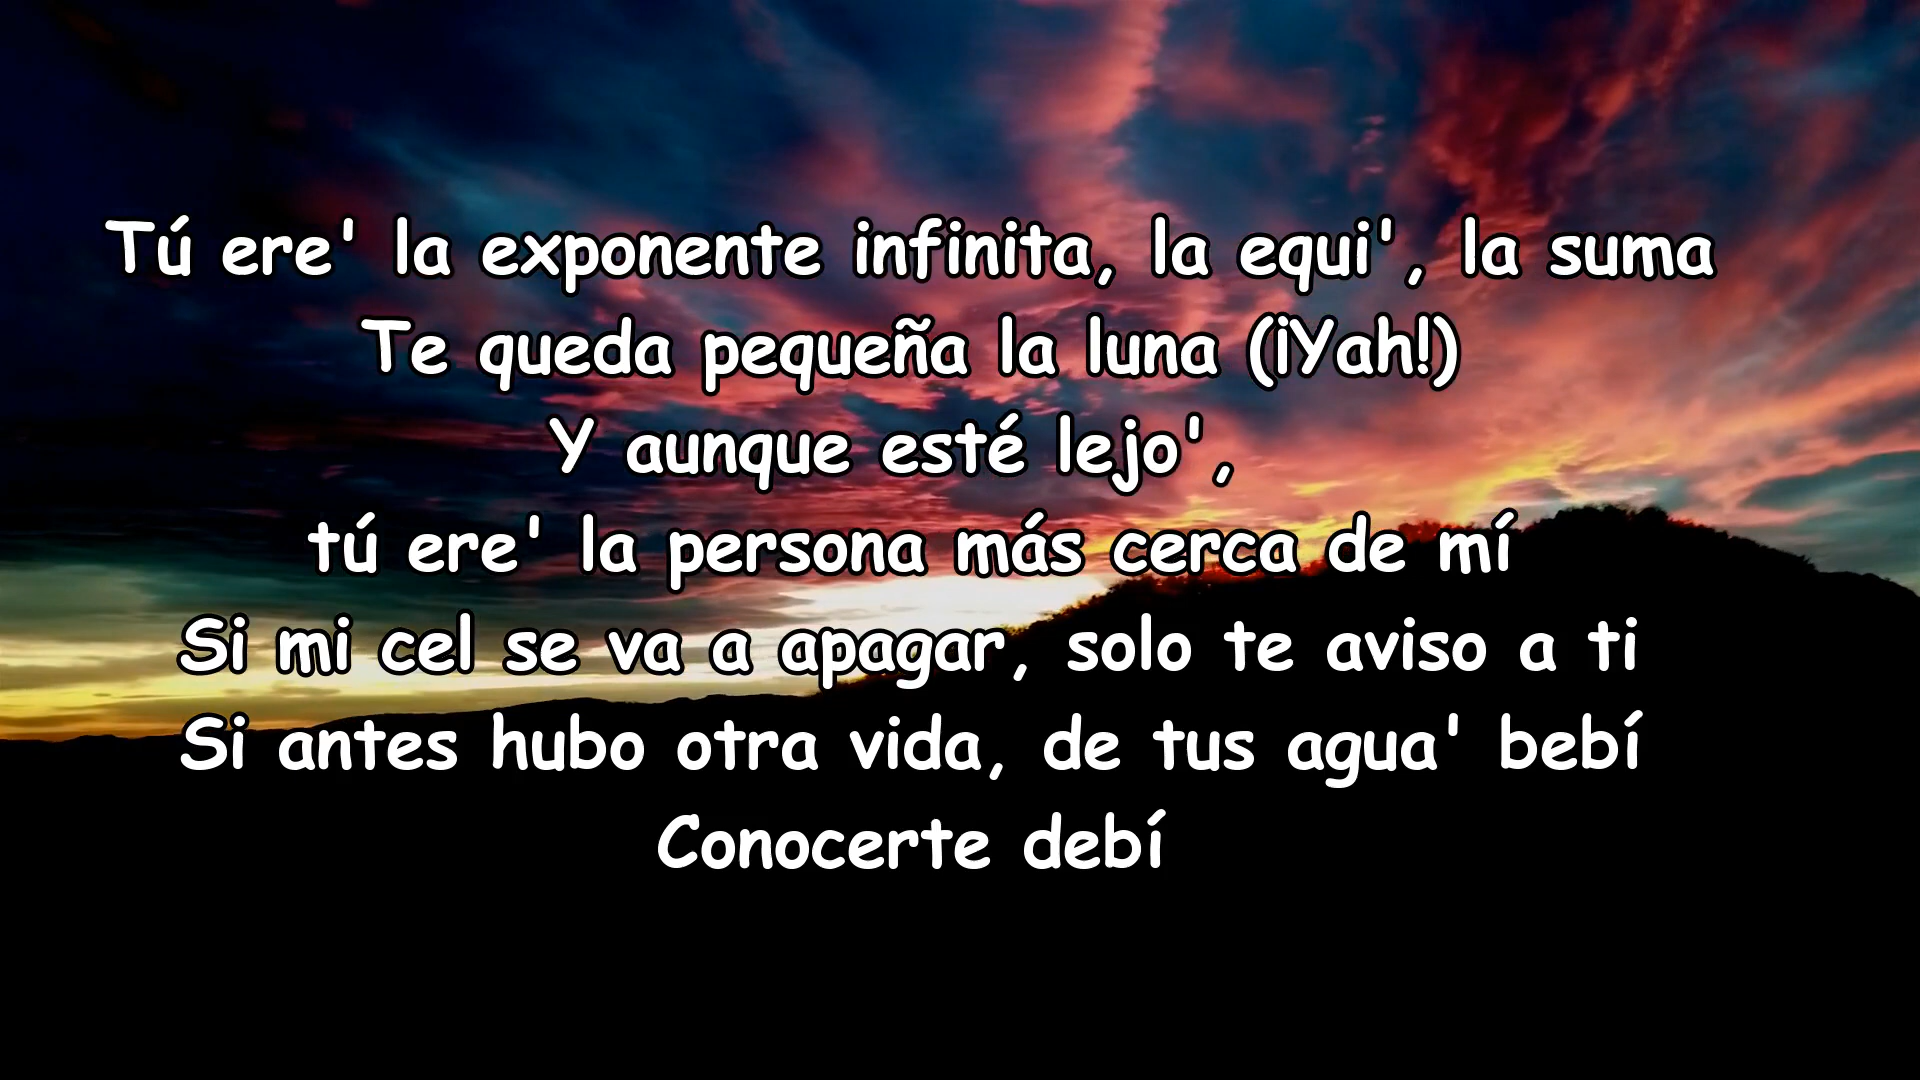 Tú ere' la exponente infinita, la equi', la suma
Te queda pequeña la luna (¡Yah!)
Y aunque esté lejo',
tú ere' la persona más cerca de mí
Si mi cel se va a apagar, solo te aviso a ti
Si antes hubo otra vida, de tus agua' bebí
Conocerte debí